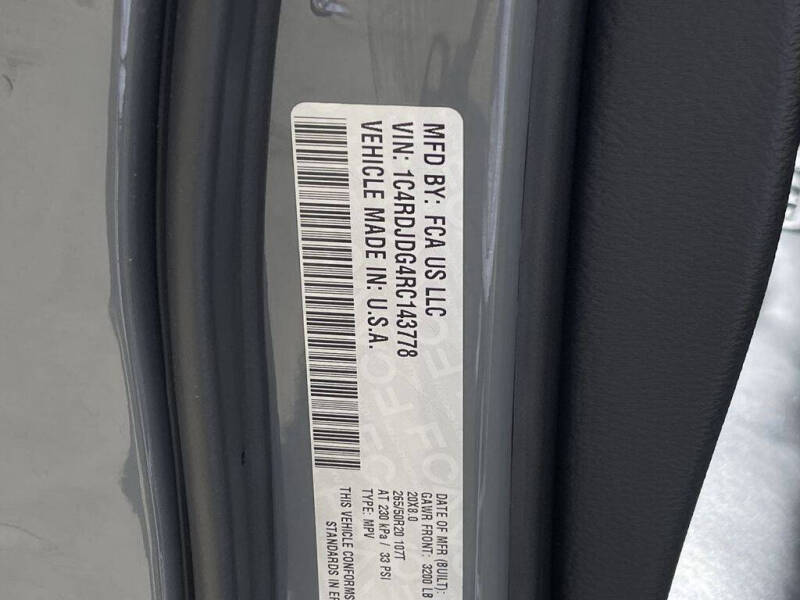 MFD BY: FCA US LLC
VIN: 1C4RDJDG4RC143778
VEHICLE MADE IN: U.S.A.
DATE OF MFR (BUILT):
GAWR FRONT: 3200 LB
20X8.0
265/50R20 107T
AT 230 kPa / 33 PSI
TYPE: MPV
THIS VEHICLE CONFORMS
STANDARDS IN EF